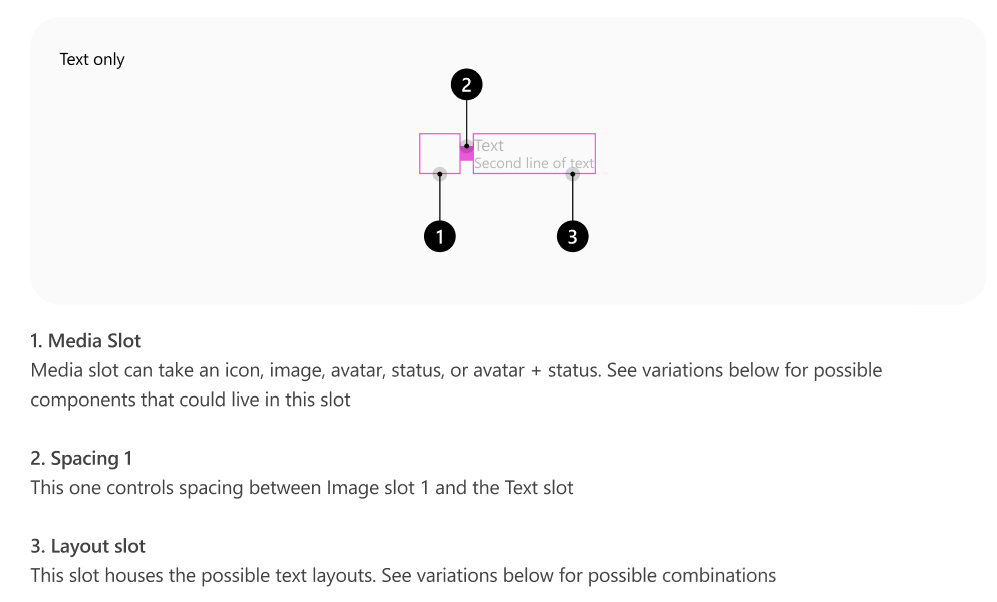 Text only
2
Text
Second line of text
1
3
1. Media Slot
Media slot can take an icon, image, avatar, status, or avatar + status. See variations below for possible
components that could live in this slot
2. Spacing 1
This one controls spacing between Image slot 1 and the Text slot
3. Layout slot
This slot houses the possible text layouts. See variations below for possible combinations